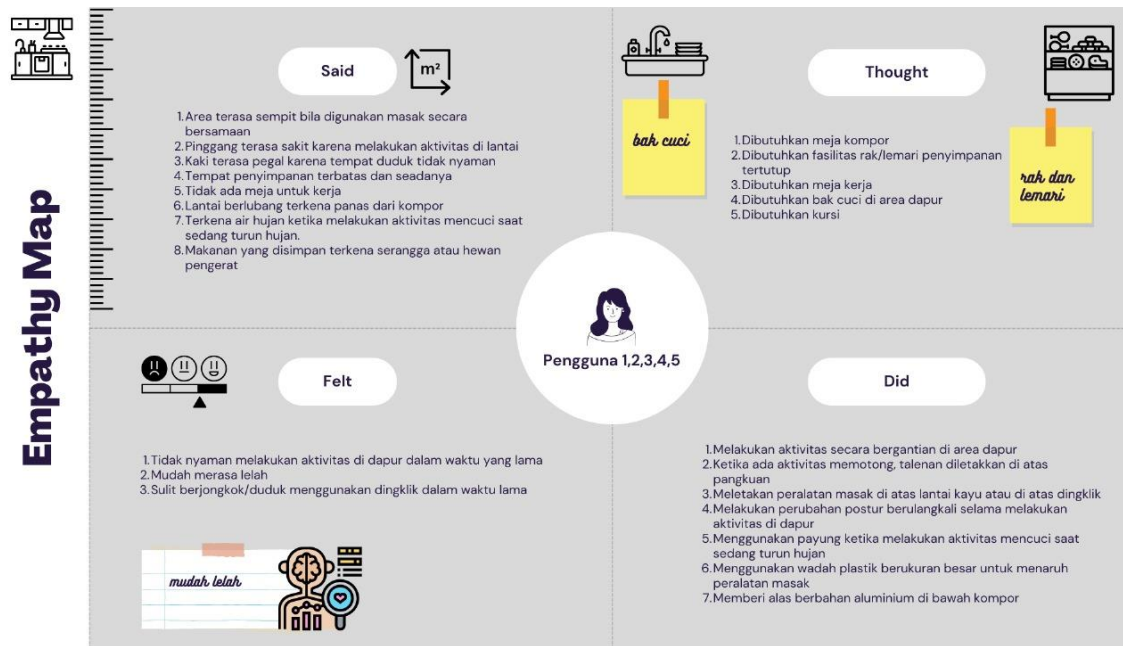 Empathy Map
Said
m²
1.Area terasa sempit bila digunakan masak secara
bersamaan
2.Pinggang terasa sakit karena melakukan aktivitas di lantai
3.Kaki terasa pegal karena tempat duduk tidak nyaman
4.Tempat penyimpanan terbatas dan seadanya
5.Tidak ada meja untuk kerja
6.Lantai berlubang terkena panas dari kompor
7.Terkena air hujan ketika melakukan aktivitas mencuci saat
sedang turun hujan.
8.Makanan yang disimpan terkena serangga atau hewan
pengerat
Thought
bak cuci
1.Dibutuhkan meja kompor
2.Dibutuhkan fasilitas rak/lemari penyimpanan
tertutup
3.Dibutuhkan meja kerja
4.Dibutuhkan bak cuci di area dapur
5.Dibutuhkan kursi
rak dan
lemari
Pengguna 1,2,3,4,5
Felt
1.Tidak nyaman melakukan aktivitas di dapur dalam waktu yang lama
2.Mudah merasa lelah
3.Sulit berjongkok/duduk menggunakan dingklik dalam waktu lama
mudah lelah
Did
1.Melakukan aktivitas secara bergantian di area dapur
2.Ketika ada aktivitas memotong, talenan diletakkan di atas
pangkuan
3.Meletakan peralatan masak di atas lantai kayu atau di atas dingklik
4.Melakukan perubahan postur berulangkali selama melakukan
aktivitas di dapur
5.Menggunakan payung ketika melakukan aktivitas mencuci saat
sedang turun hujan
6.Menggunakan wadah plastik berukuran besar untuk menaruh
peralatan masak
7.Memberi alas berbahan aluminium di bawah kompor